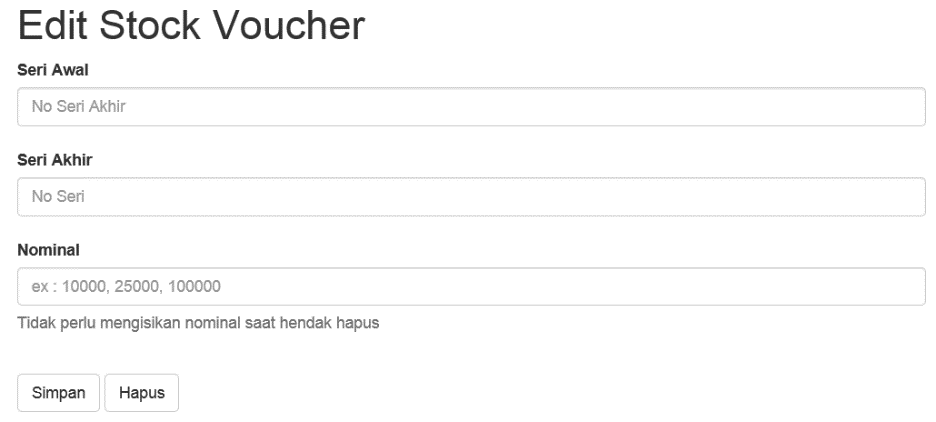 Edit Stock Voucher
Seri Awal
No Seri Akhir
Seri Akhir
No Seri
Nominal
ex : 10000, 25000, 100000
Tidak perlu mengisikan nominal saat hendak hapus
Simpan Hapus